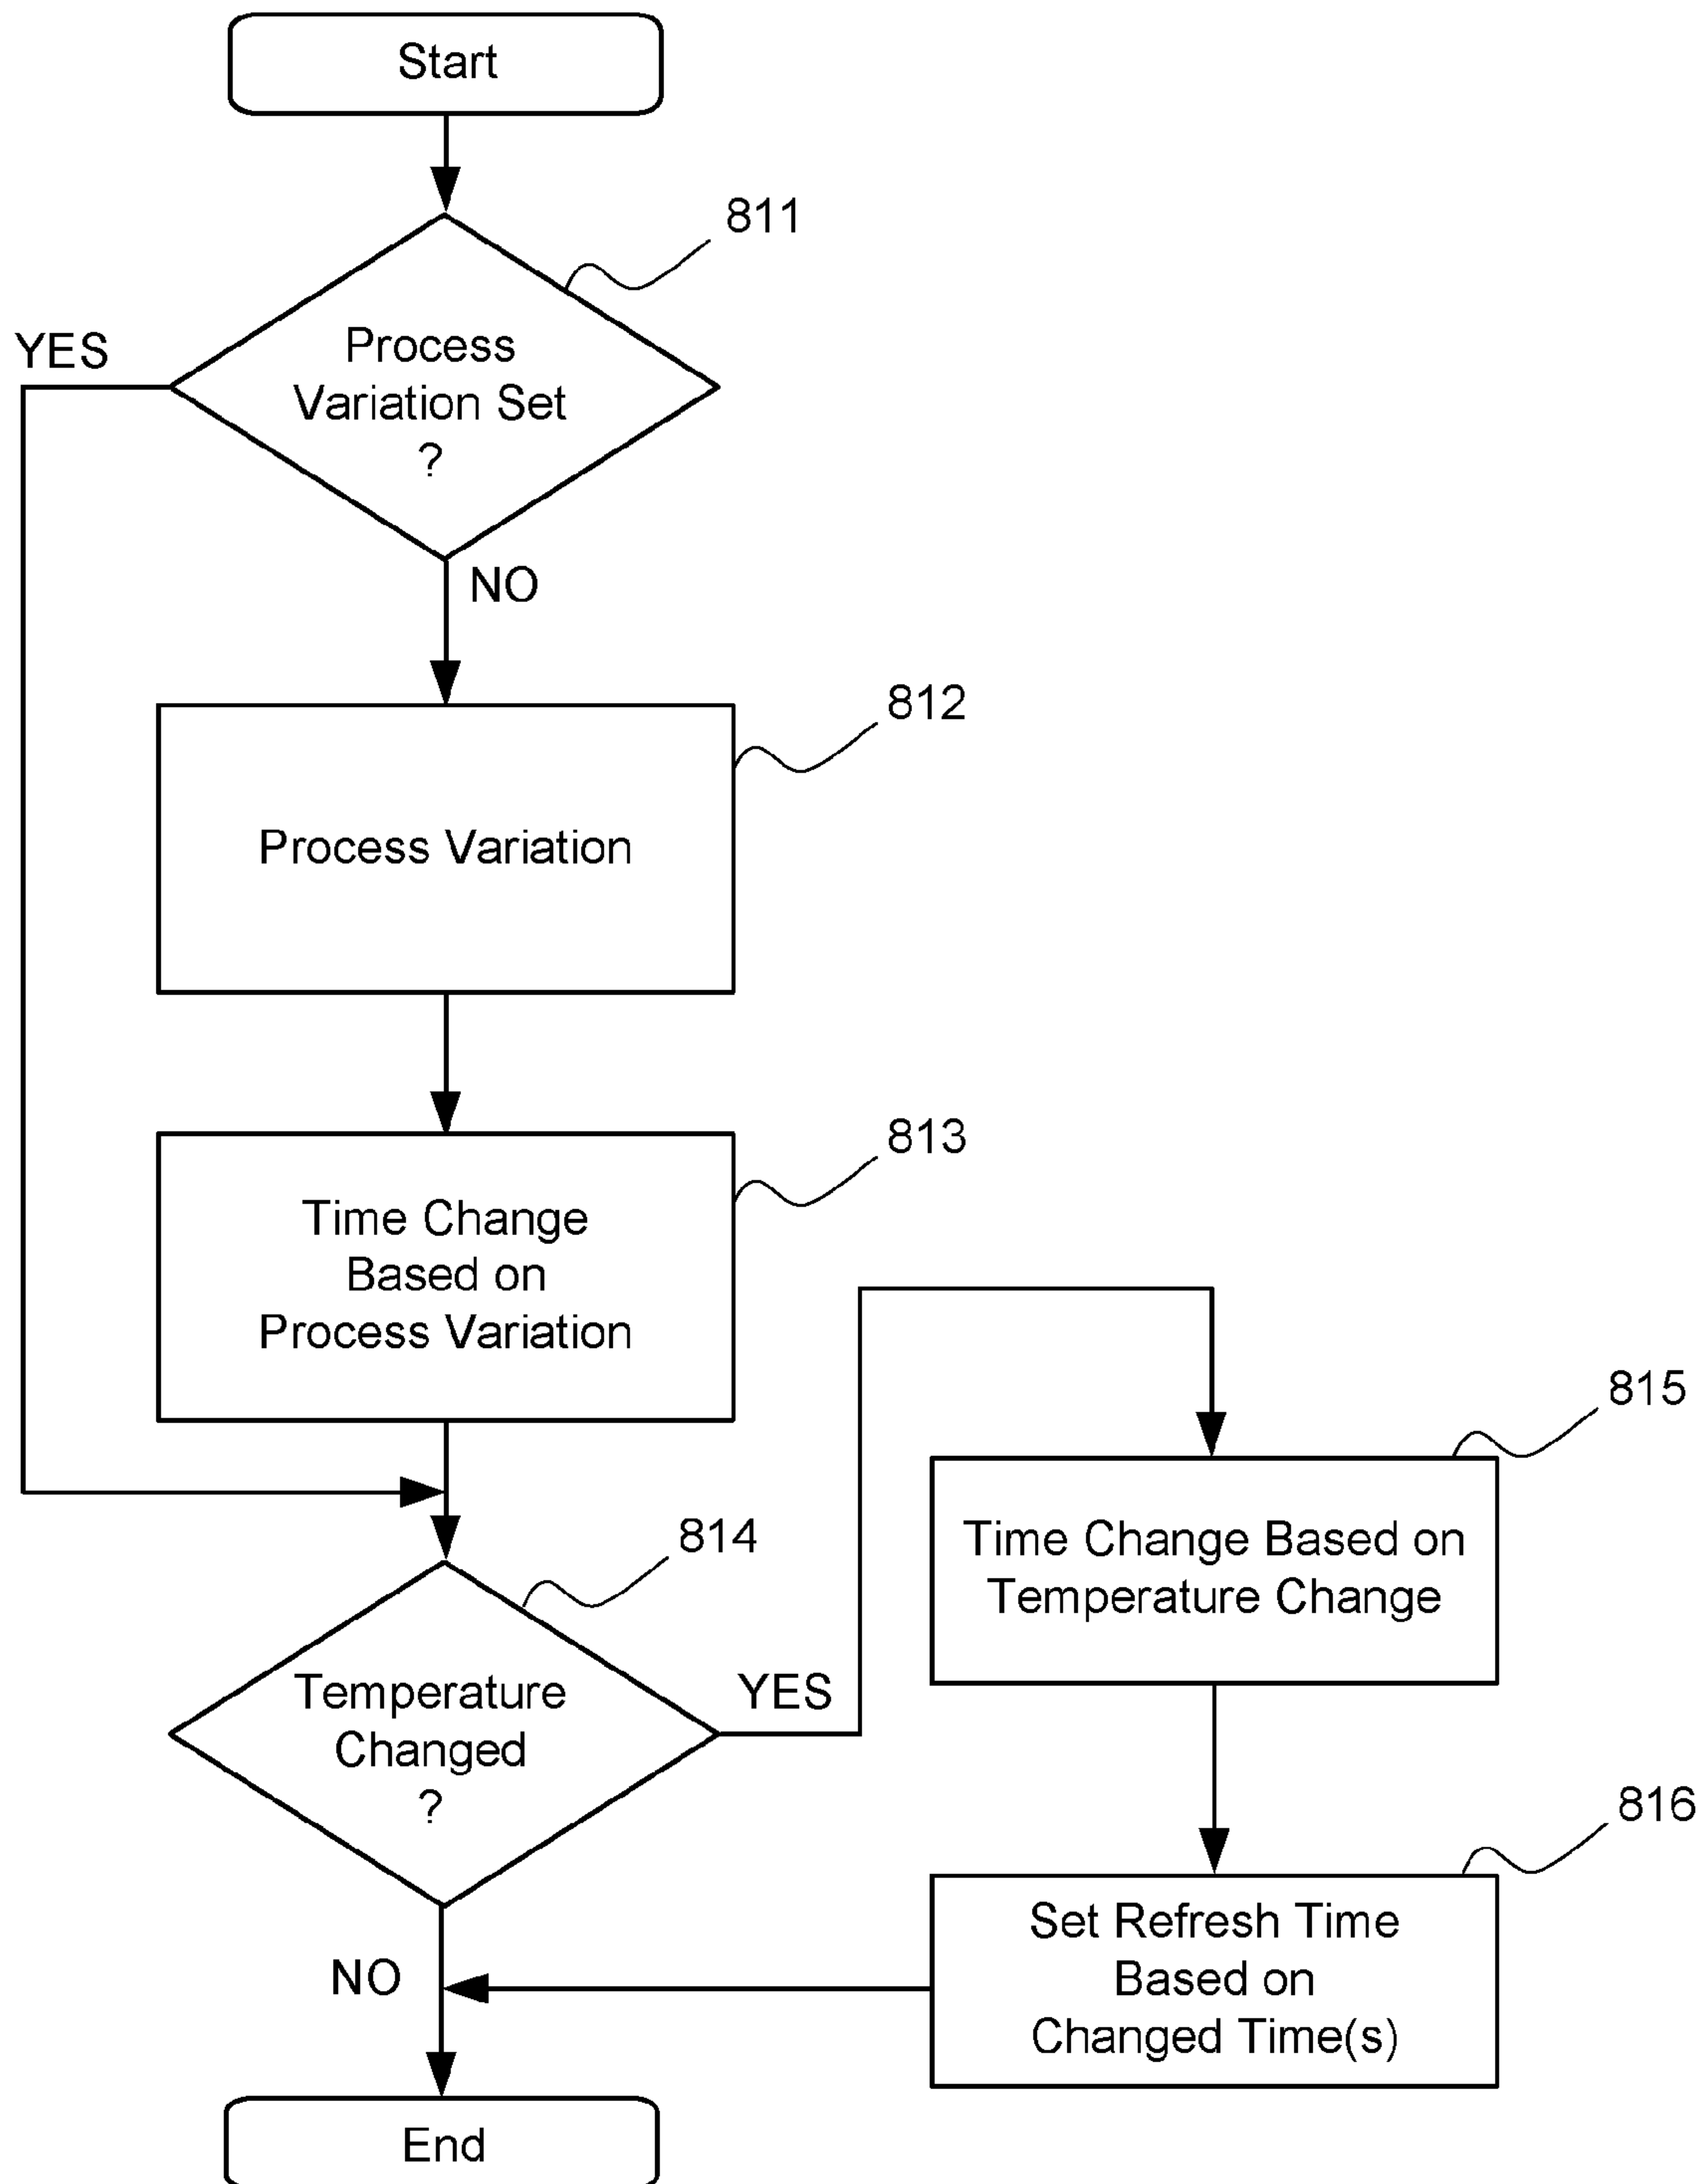 Start
811
YES
Process
Variation Set
?
NO
812
Process Variation
813
Time Change
Based on
Process Variation
814
Temperature
Changed
?
YES
NO
815
Time Change Based on
Temperature Change
816
Set Refresh Time
Based on
Changed Time(s)
End